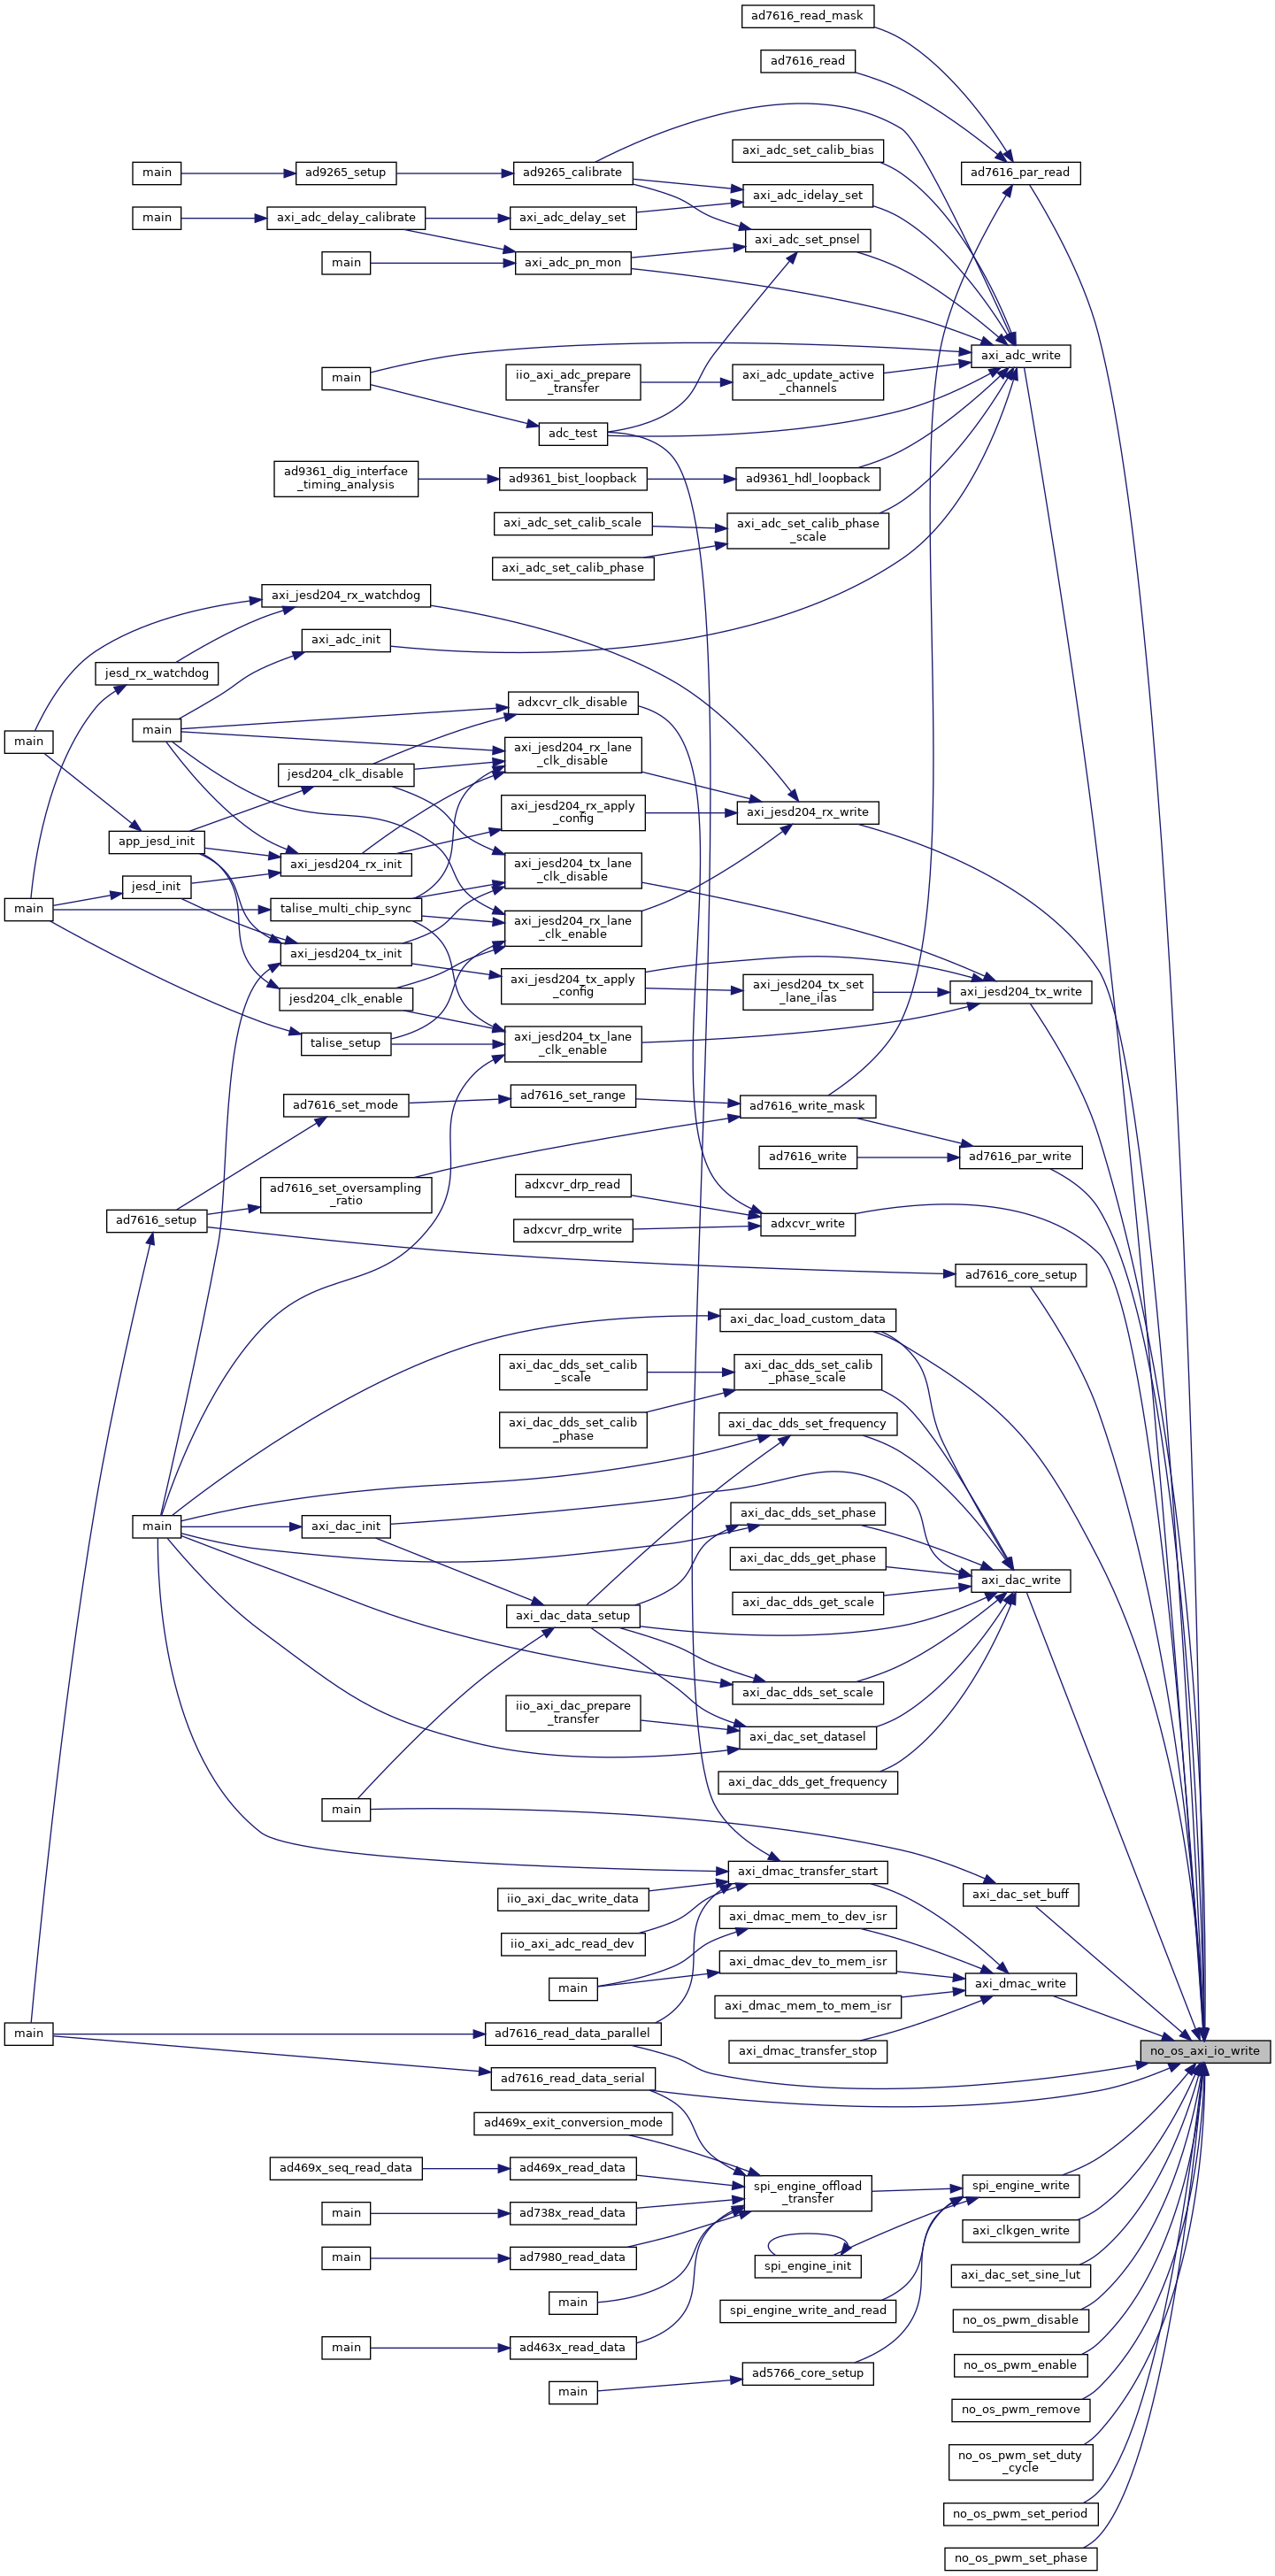 ad7616_read_mask
ad7616_read
axi_adc_set_calib_bias
main
ad9265_setup
ad9265_calibrate
ad7616_par_read
axi_adc_idelay_set
main
axi_adc_delay_calibrate
axi_adc_delay_set
axi_adc_set_pnsel
main
axi_adc_pn_mon
axi_adc_write
main
iio_axi_adc_prepare
_transfer
axi_adc_update_active
_channels
adc_test
ad9361_dig_interface
_timing_analysis
ad9361_bist_loopback
ad9361_hdl_loopback
axi_adc_set_calib_scale
axi_adc_set_calib_phase
_scale
axi_adc_set_calib_phase
axi_jesd204_rx_watchdog
axi_adc_init
jesd_rx_watchdog
adxcvr_clk_disable
main
main
axi_jesd204_rx_lane
_clk_disable
jesd204_clk_disable
axi_jesd204_rx_apply
_config
axi_jesd204_rx_write
app_jesd_init
axi_jesd204_rx_init
axi_jesd204_tx_lane
_clk_disable
jesd_init
main
talise_multi_chip_sync
axi_jesd204_rx_lane
_clk_enable
axi_jesd204_tx_init
axi_jesd204_tx_apply
_config
axi_jesd204_tx_set
_lane_ilas
axi_jesd204_tx_write
jesd204_clk_enable
talise_setup
axi_jesd204_tx_lane
_clk_enable
ad7616_set_mode
ad7616_set_range
ad7616_write_mask
ad7616_write
ad7616_par_write
adxcvr_drp_read
ad7616_set_oversampling
_ratio
ad7616_setup
adxcvr_drp_write
adxcvr_write
ad7616_core_setup
axi_dac_load_custom_data
axi_dac_dds_set_calib
_scale
axi_dac_dds_set_calib
_phase_scale
axi_dac_dds_set_calib
_phase
axi_dac_dds_set_frequency
main
axi_dac_init
axi_dac_dds_set_phase
axi_dac_dds_get_phase
axi_dac_write
axi_dac_dds_get_scale
axi_dac_data_setup
axi_dac_dds_set_scale
iio_axi_dac_prepare
_transfer
axi_dac_set_datasel
axi_dac_dds_get_frequency
main
axi_dmac_transfer_start
iio_axi_dac_write_data
axi_dac_set_buff
axi_dmac_mem_to_dev_isr
iio_axi_adc_read_dev
axi_dmac_dev_to_mem_isr
main
axi_dmac_write
axi_dmac_mem_to_mem_isr
main
ad7616_read_data_parallel
axi_dmac_transfer_stop
no_os_axi_io_write
ad7616_read_data_serial
ad469x_exit_conversion_mode
ad469x_seq_read_data
ad469x_read_data
spi_engine_offload
_transfer
spi_engine_write
main
ad738x_read_data
axi_clkgen_write
main
ad7980_read_data
spi_engine_init
axi_dac_set_sine_lut
main
spi_engine_write_and_read
no_os_pwm_disable
main
ad463x_read_data
no_os_pwm_enable
ad5766_core_setup
main
no_os_pwm_remove
no_os_pwm_set_duty
_cycle
no_os_pwm_set_period
no_os_pwm_set_phase